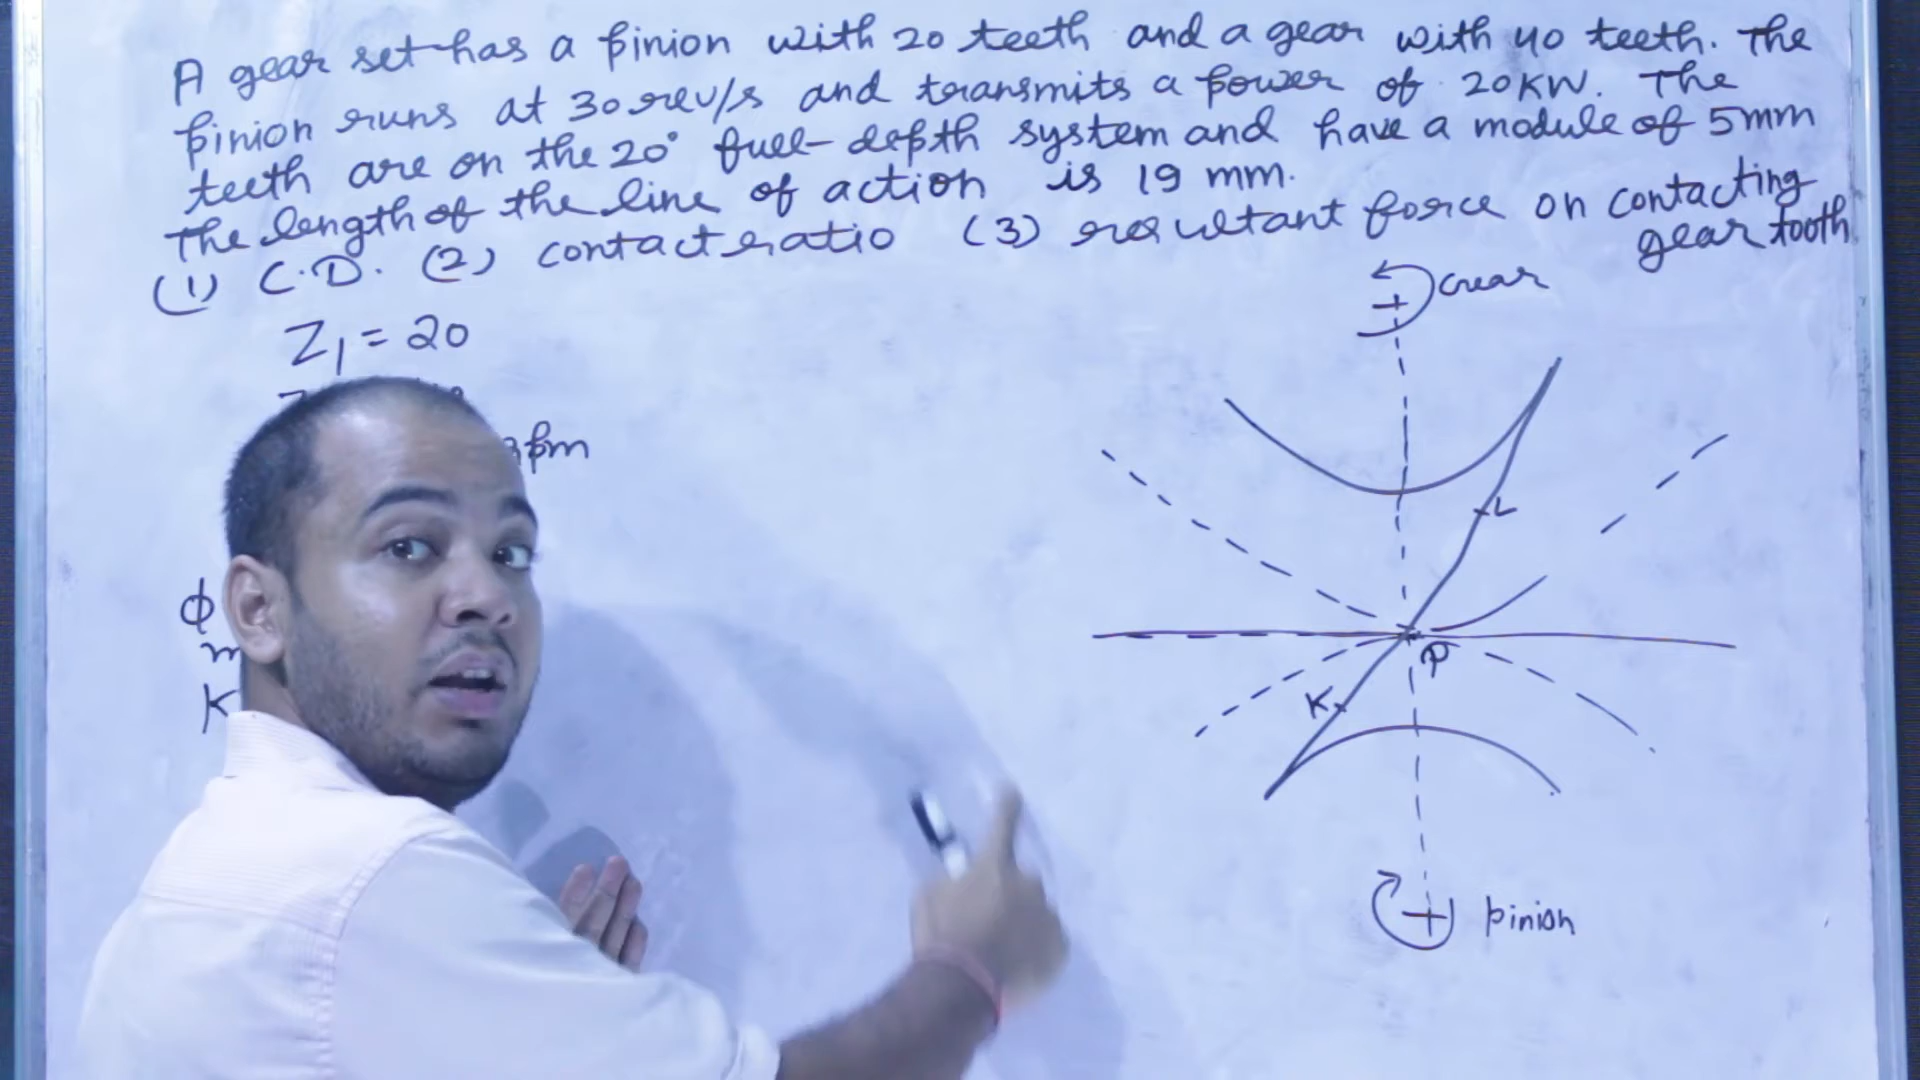 A gear set has a pinion with 20 teeth and a gear with 40 teeth. The
pinion runs at 30 rev/s and transmits a power of 20KW. The
teeth are on the 20° full-depth system and have a module of 5mm
The length of the line of action is 19 mm.
(1) C.D. (2) contact ratio (3) resultant force on contacting
gear tooth
Z1 = 20
rpm
ϕ
m
K
Gear
L
P
K
pinion